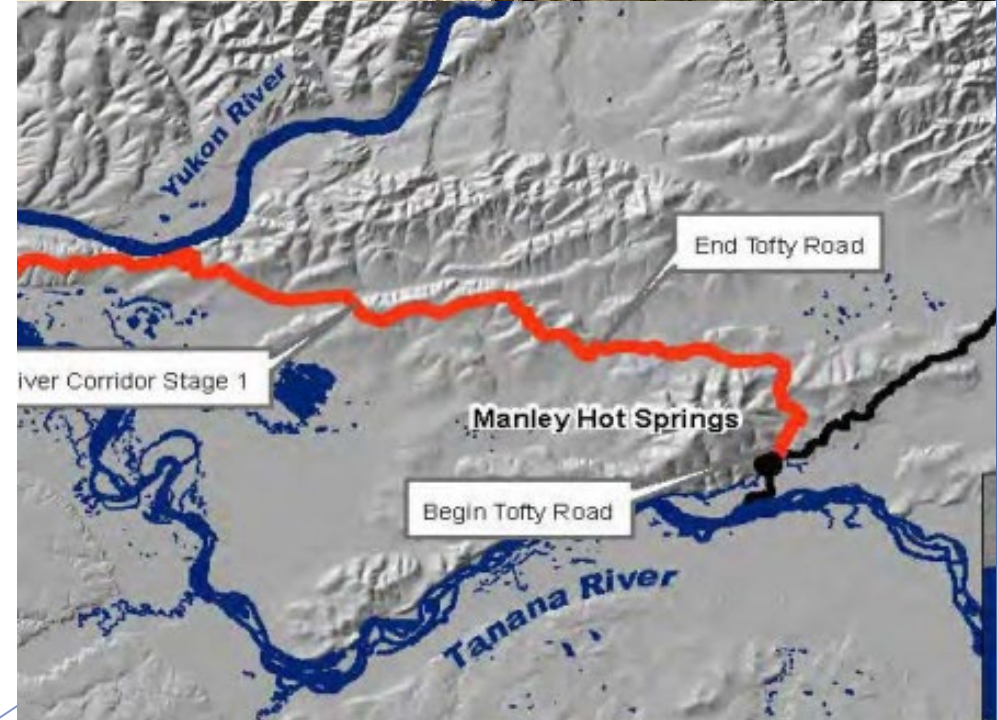 Yukon River
End Tofty Road
iver Corridor Stage 1
Manley Hot Springs
Begin Tofty Road
Tanana River